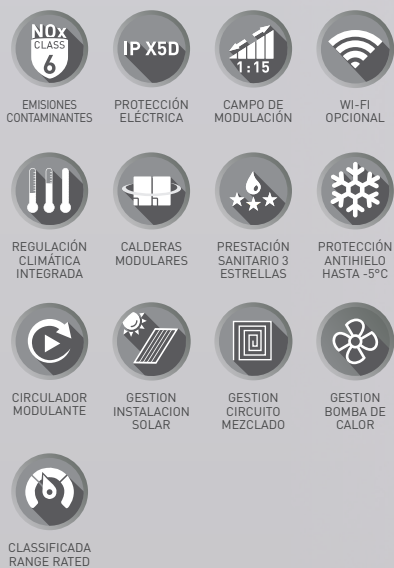 NOx
CLASS
6
IP X5D
1:15
EMISIONES
CONTAMINANTES
PROTECCIÓN
ELÉCTRICA
CAMPO DE
MODULACIÓN
WI-FI
OPCIONAL
REGULACIÓN
CLIMÁTICA
INTEGRADA
CALDERAS
MODULARES
PRESTACIÓN
SANITARIO 3
ESTRELLAS
PROTECCIÓN
ANTIHIELO
HASTA -5°C
CIRCULADOR
MODULANTE
GESTION
INSTALACION
SOLAR
GESTION
CIRCUITO
MEZCLADO
GESTION
BOMBA DE
CALOR
CLASSIFICADA
RANGE RATED